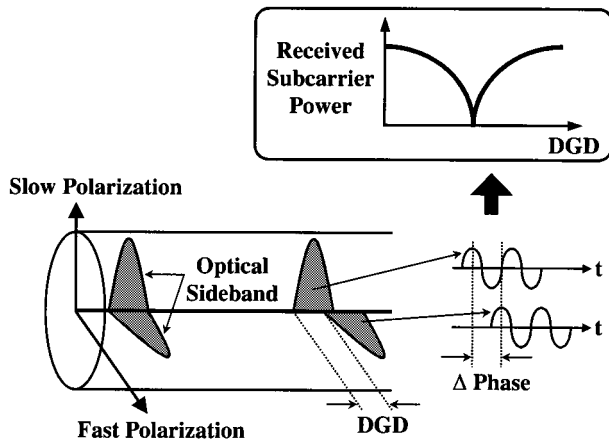 Received
Subcarrier
Power
DGD
Slow Polarization
Optical
Sideband
t
t
Δ Phase
DGD
Fast Polarization